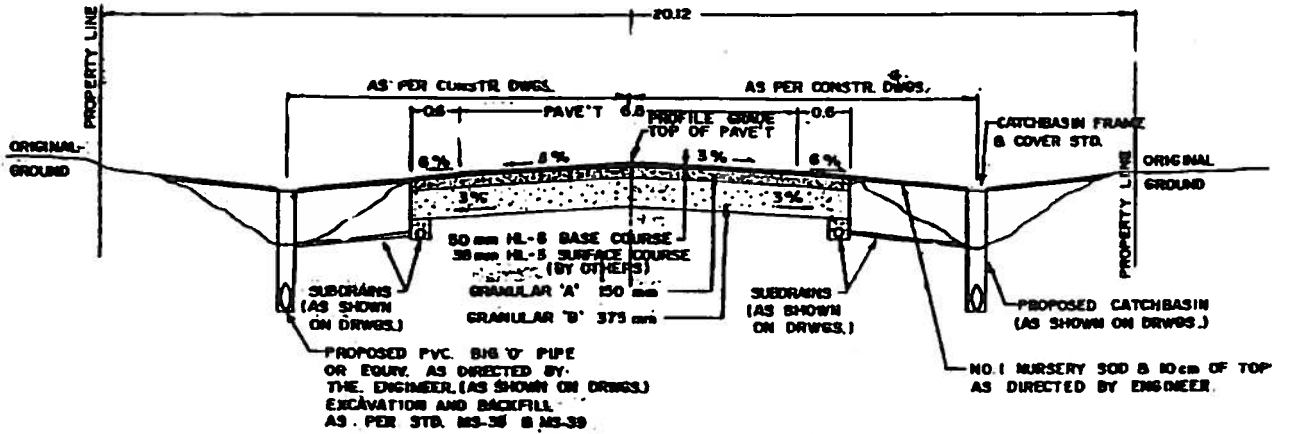 20.12
PROPERTY LINE
AS PER CONSTR. DWGS.
AS PER CONSTR. DWGS.
0.6
PAVE'T 6.8
0.6
PROFILE GRADE
TOP OF PAVE'T
CATCHBASIN FRAME
& COVER STD.
PROPERTY LINE
ORIGINAL
GROUND
6%
3%
3%
6%
ORIGINAL
GROUND
3%
3%
50 mm HL-8 BASE COURSE
SURFACE COURSE
(BY OTHERS)
GRANULAR 'A' 150 mm
GRANULAR 'B' 375 mm
SUBDRAINS
(AS SHOWN
ON DRWGS.)
SUBDRAINS
(AS SHOWN
ON DRWGS.)
PROPOSED CATCHBASIN
(AS SHOWN ON DRWGS.)
PROPOSED PVC. BIG 'O' PIPE
OR EQUIV. AS DIRECTED BY
THE ENGINEER. (AS SHOWN ON DRWGS.)
EXCAVATION AND BACKFILL
AS PER STD. & MS-39
NO. 1 NURSERY SOD & 10cm OF TOP
AS DIRECTED BY ENGINEER.